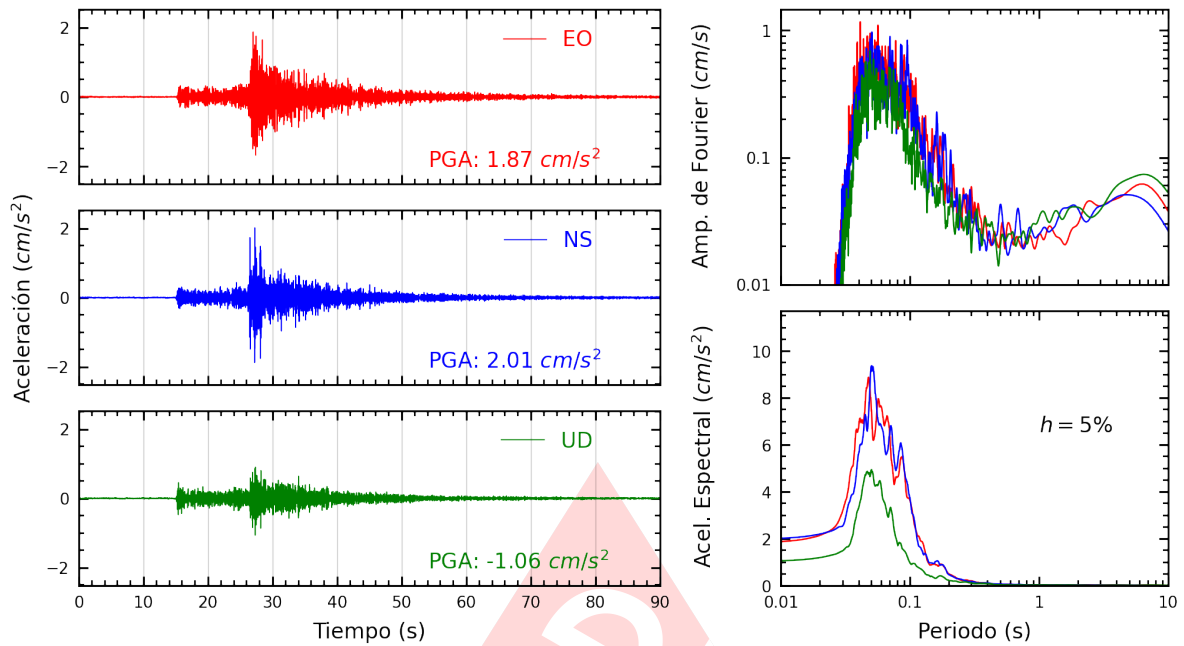 Aceleración (cm/s²)
2
0
−2
EO
PGA: 1.87 cm/s²
2
0
−2
NS
PGA: 2.01 cm/s²
2
0
−2
UD
PGA: -1.06 cm/s²
0 10 20 30 40 50 60 70 80 90
Tiempo (s)
Amp. de Fourier (cm/s)
1
0.1
0.01
Acel. Espectral (cm/s²)
10
8
6
4
2
0
h = 5%
0.01 0.1 1 10
Periodo (s)